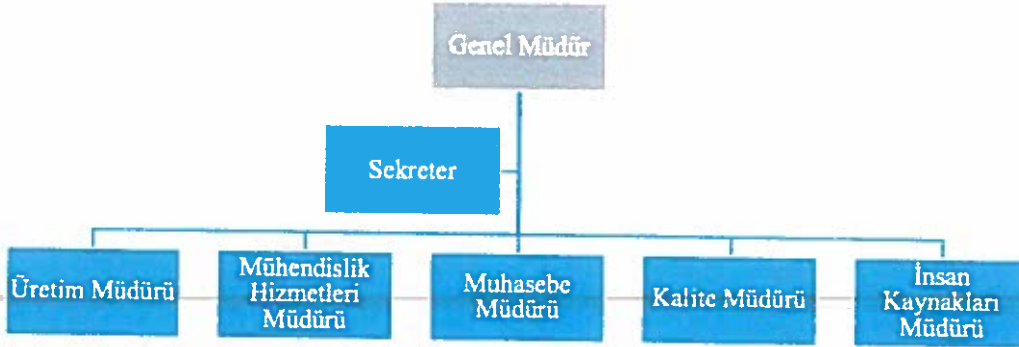 Genel Müdür
Sekreter
Üretim Müdürü
Mühendislik
Hizmetleri
Müdürü
Muhasebe
Müdürü
Kalite Müdürü
İnsan
Kaynakları
Müdürü